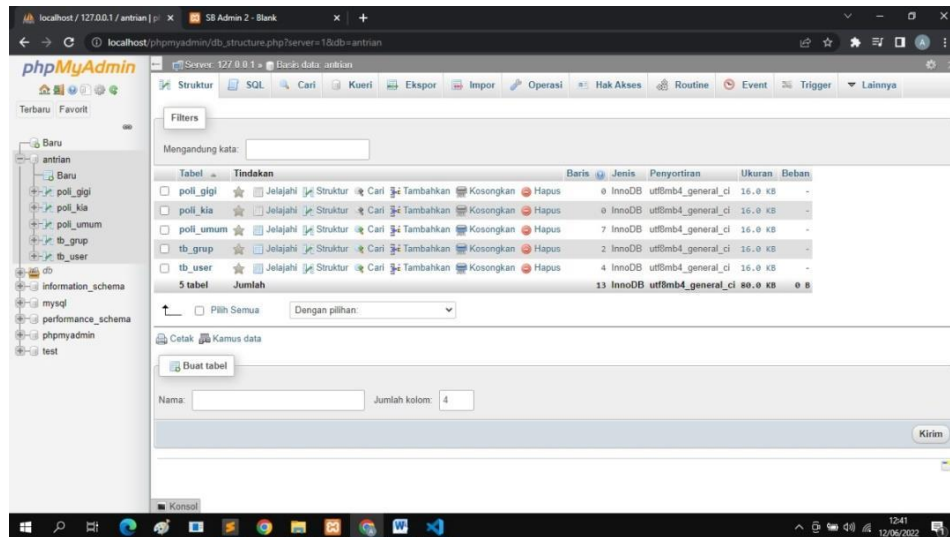 localhost / 127.0.0.1 / antrian | p
SB Admin 2 - Blank
localhost/phpmyadmin/db_structure.php?server=1&db=antrian
phpMyAdmin
Terbaru Favorit
Baru
antrian
Baru
poli_gigi
poli_kia
poli_umum
tb_grup
tb_user
db
information_schema
mysql
performance_schema
phpmyadmin
test
Server: 127.0.0.1 » Basis data: antrian
Struktur SQL Cari Kueri Ekspor Impor Operasi Hak Akses Routine Event Trigger Lainnya
Filters
Mengandung kata:
Tabel Tindakan Baris Jenis Penyortiran Ukuran Beban
poli_gigi Jelajahi Struktur Cari Tambahkan Kosongkan Hapus 0 InnoDB utf8mb4_general_ci 16.0 KB -
poli_kia Jelajahi Struktur Cari Tambahkan Kosongkan Hapus 0 InnoDB utf8mb4_general_ci 16.0 KB -
poli_umum Jelajahi Struktur Cari Tambahkan Kosongkan Hapus 7 InnoDB utf8mb4_general_ci 16.0 KB -
tb_grup Jelajahi Struktur Cari Tambahkan Kosongkan Hapus 2 InnoDB utf8mb4_general_ci 16.0 KB -
tb_user Jelajahi Struktur Cari Tambahkan Kosongkan Hapus 4 InnoDB utf8mb4_general_ci 16.0 KB -
5 tabel Jumlah 13 InnoDB utf8mb4_general_ci 80.0 KB 0 B
Pilih Semua Dengan pilihan:
Cetak Kamus data
Buat tabel
Nama: Jumlah kolom: 4
Kirim
Konsol
12:41
12/06/2022